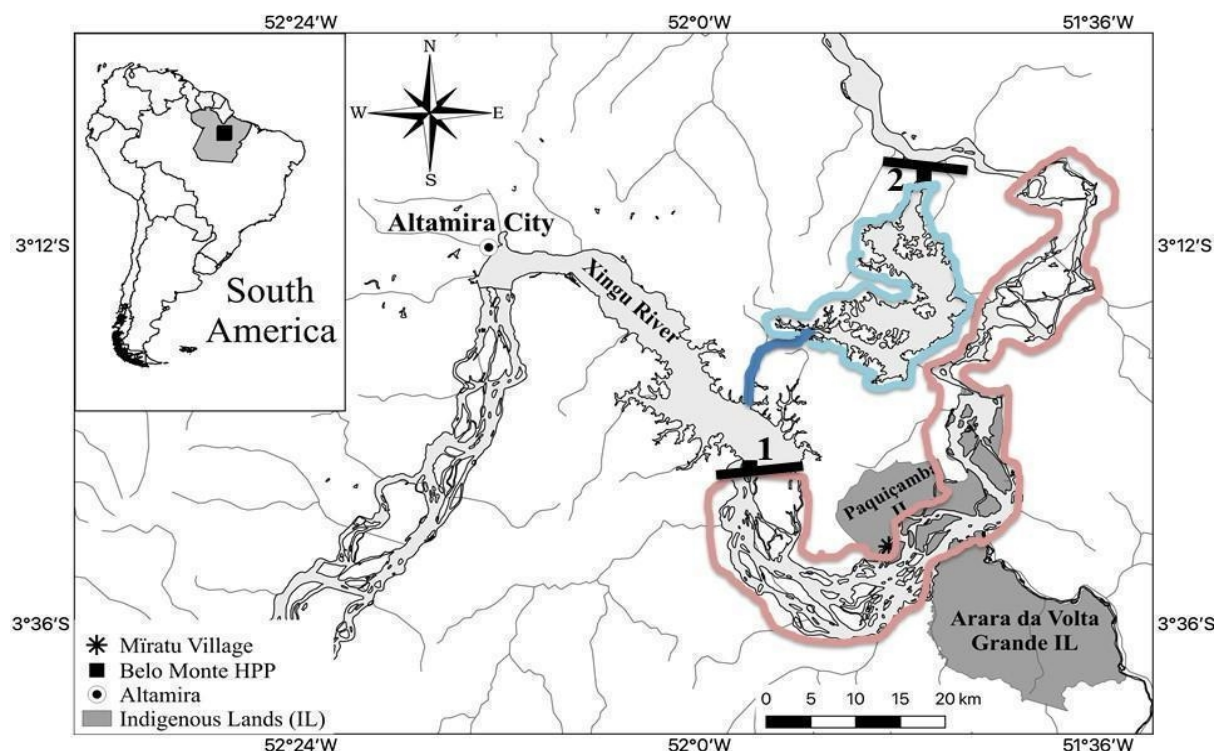 52°24'W
52°0'W
51°36'W
N
W
E
S
2
Altamira City
3°12'S
3°12'S
Xingu River
South
America
1
Paquiçamba
IL
3°36'S
3°36'S
Arara da Volta
Grande IL
Mïratu Village
Belo Monte HPP
Altamira
Indigenous Lands (IL)
0 5 10 15 20 km
52°24'W
52°0'W
51°36'W